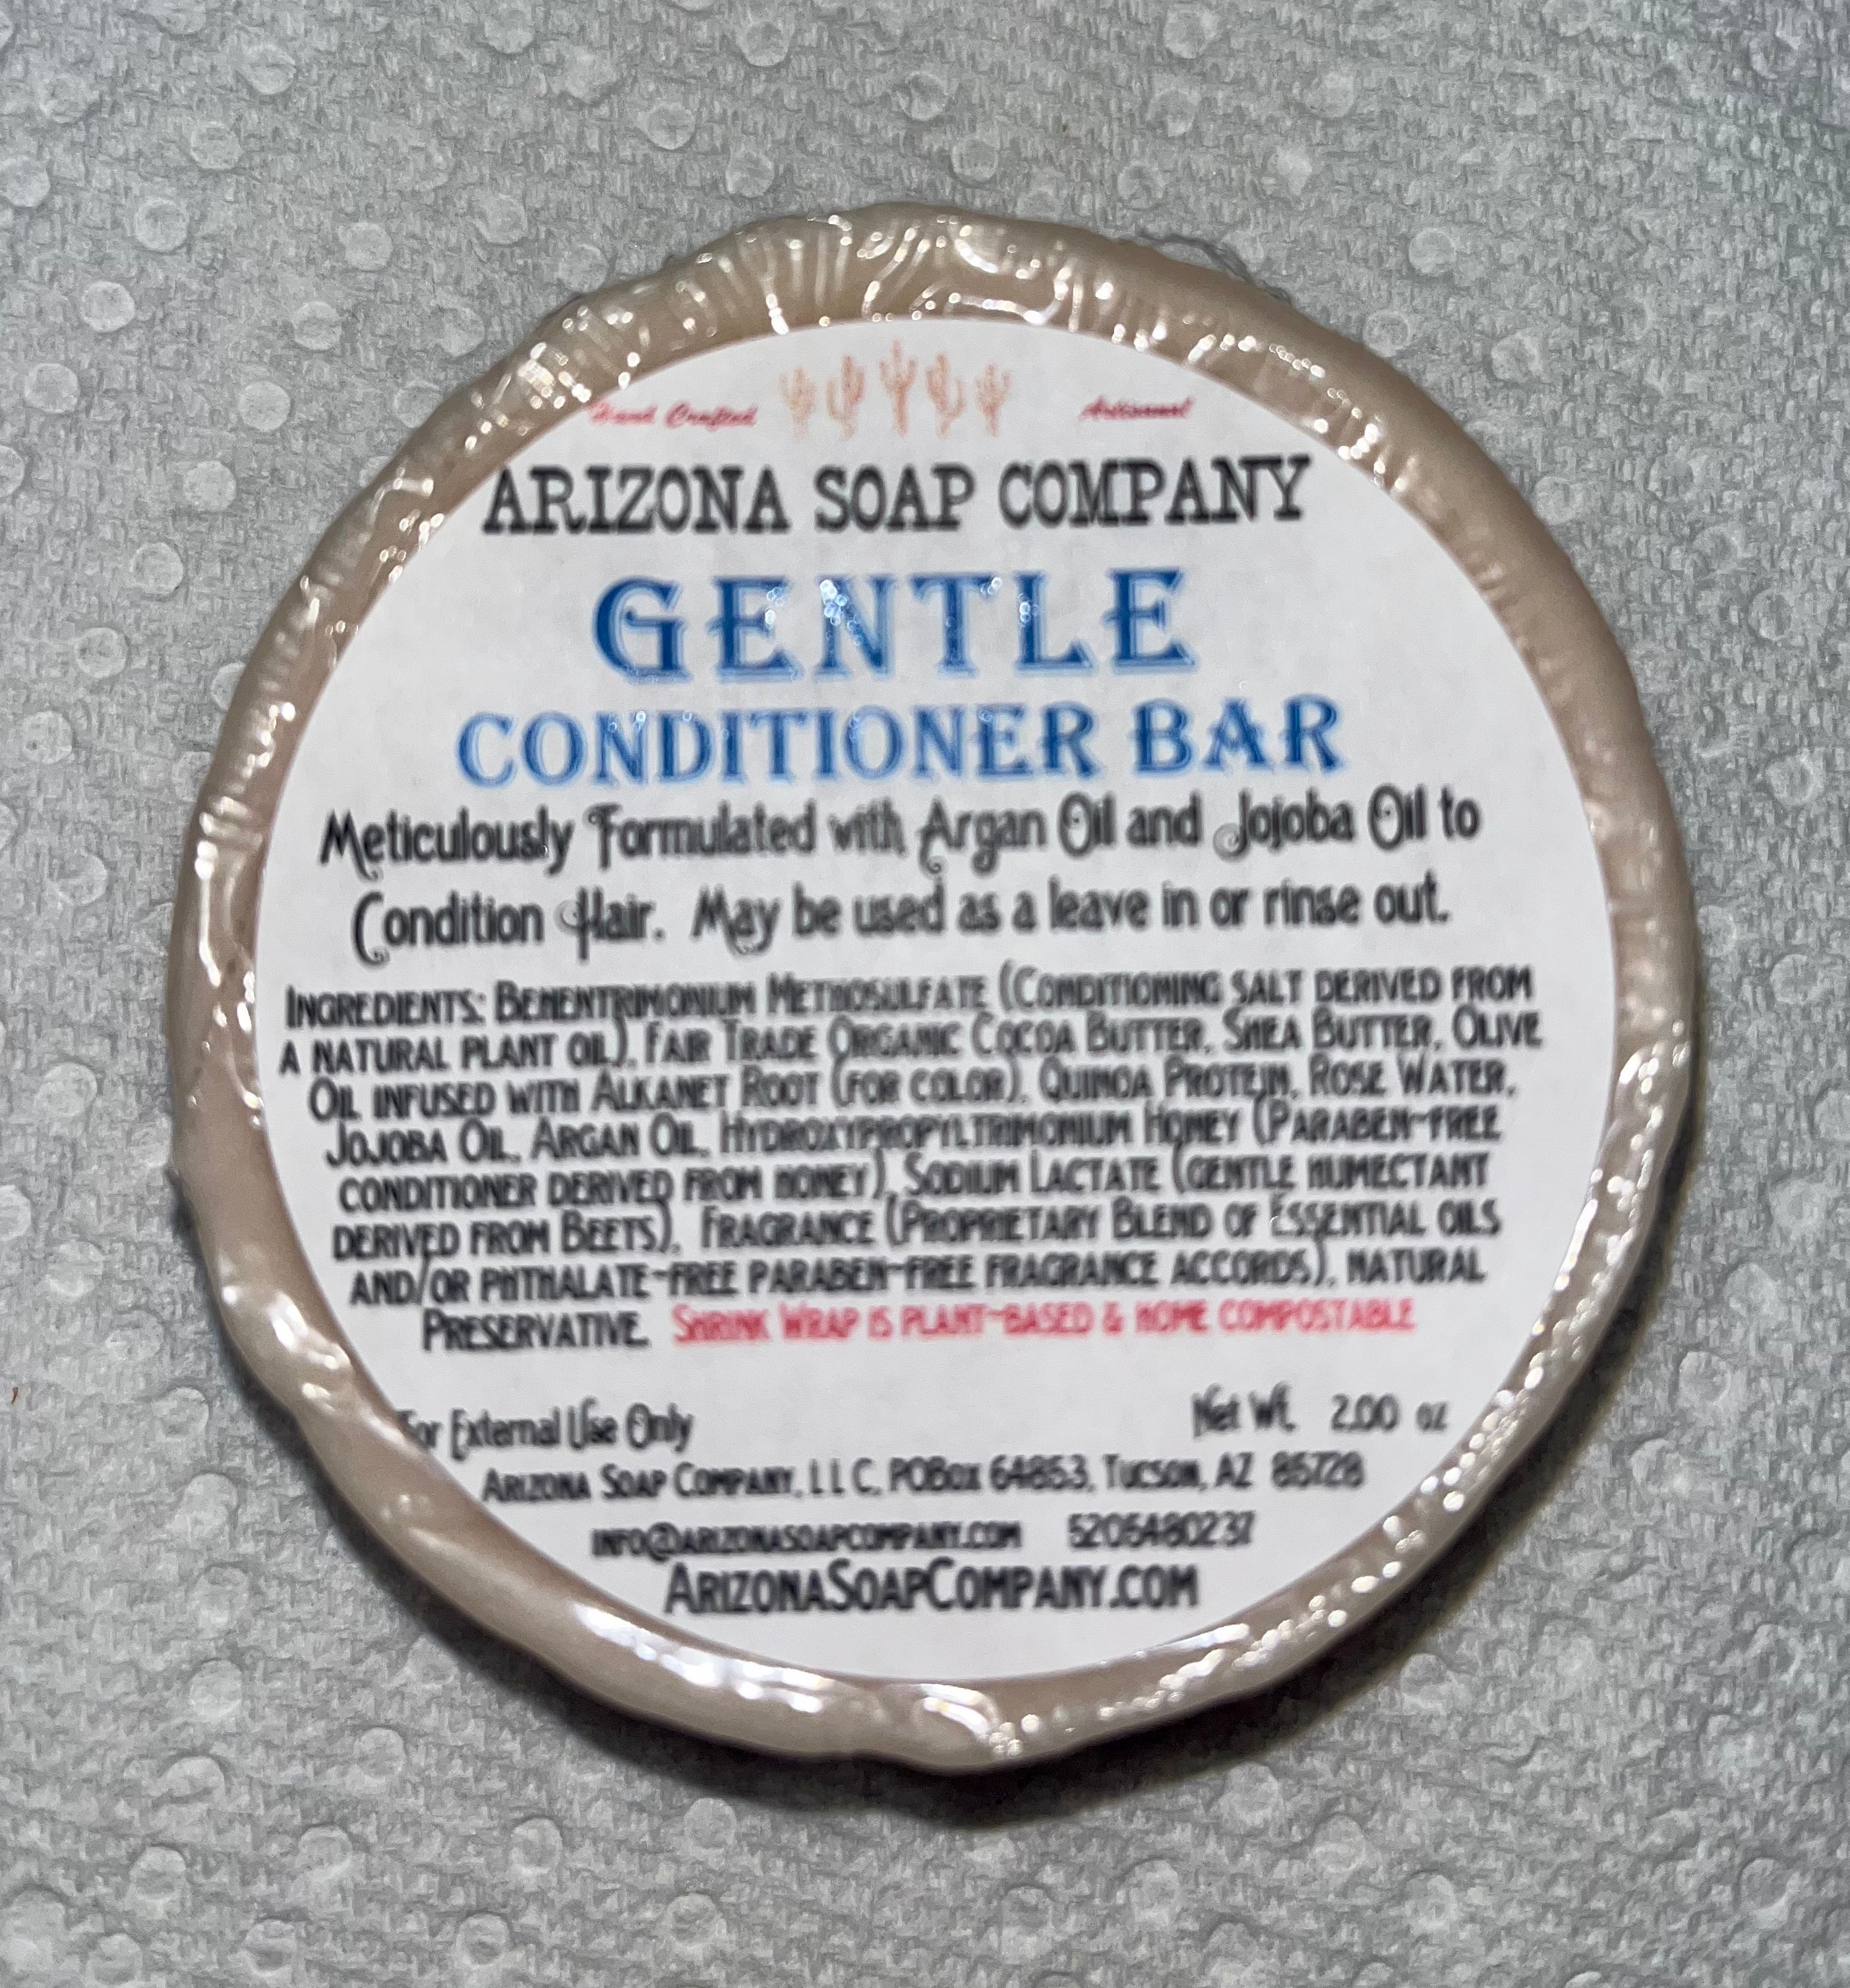 Hand Crafted Artisanal
ARIZONA SOAP COMPANY
GENTLE
CONDITIONER BAR
Meticulously Formulated with Argan Oil and Jojoba Oil to
Condition Hair. May be used as a leave in or rinse out.
INGREDIENTS: BEHENTRIMONIUM METHOSULFATE (CONDITIONING SALT DERIVED FROM
A NATURAL PLANT OIL), FAIR TRADE ORGANIC COCOA BUTTER, SHEA BUTTER, OLIVE
OIL INFUSED WITH ALKANET ROOT (FOR COLOR), QUINOA PROTEIN, ROSE WATER,
JOJOBA OIL, ARGAN OIL, HYDROXYPROPYLTRIMONIUM HONEY (PARABEN-FREE
CONDITIONER DERIVED FROM HONEY), SODIUM LACTATE (GENTLE HUMECTANT
DERIVED FROM BEETS), FRAGRANCE (PROPRIETARY BLEND OF ESSENTIAL OILS
AND/OR PHTHALATE-FREE PARABEN-FREE FRAGRANCE ACCORDS), NATURAL
PRESERVATIVE. SHRINK WRAP IS PLANT-BASED & HOME COMPOSTABLE
For External Use Only Net Wt. 2.00 oz
ARIZONA SOAP COMPANY, L L C, POBOX 64853, TUCSON, AZ 85728
INFO@ARIZONASOAPCOMPANY.COM 5205480237
ARIZONASOAPCOMPANY.COM